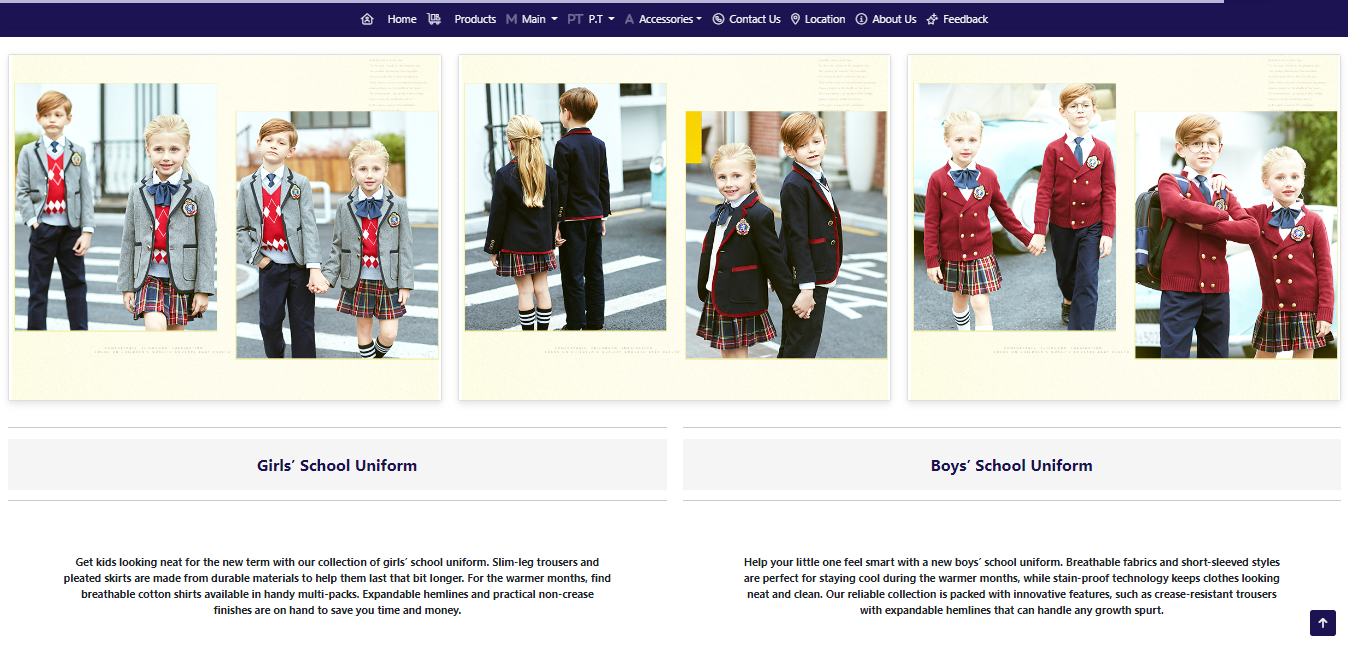 Home Products M Main PT P.T A Accessories Contact Us Location About Us Feedback
Girls´ School Uniform
Boys´ School Uniform
Get kids looking neat for the new term with our collection of girls´ school uniform. Slim-leg trousers and
pleated skirts are made from durable materials to help them last that bit longer. For the warmer months, find
breathable cotton shirts available in handy multi-packs. Expandable hemlines and practical non-crease
finishes are on hand to save you time and money.
Help your little one feel smart with a new boys´ school uniform. Breathable fabrics and short-sleeved styles
are perfect for staying cool during the warmer months, while stain-proof technology keeps clothes looking
neat and clean. Our reliable collection is packed with innovative features, such as crease-resistant trousers
with expandable hemlines that can handle any growth spurt.